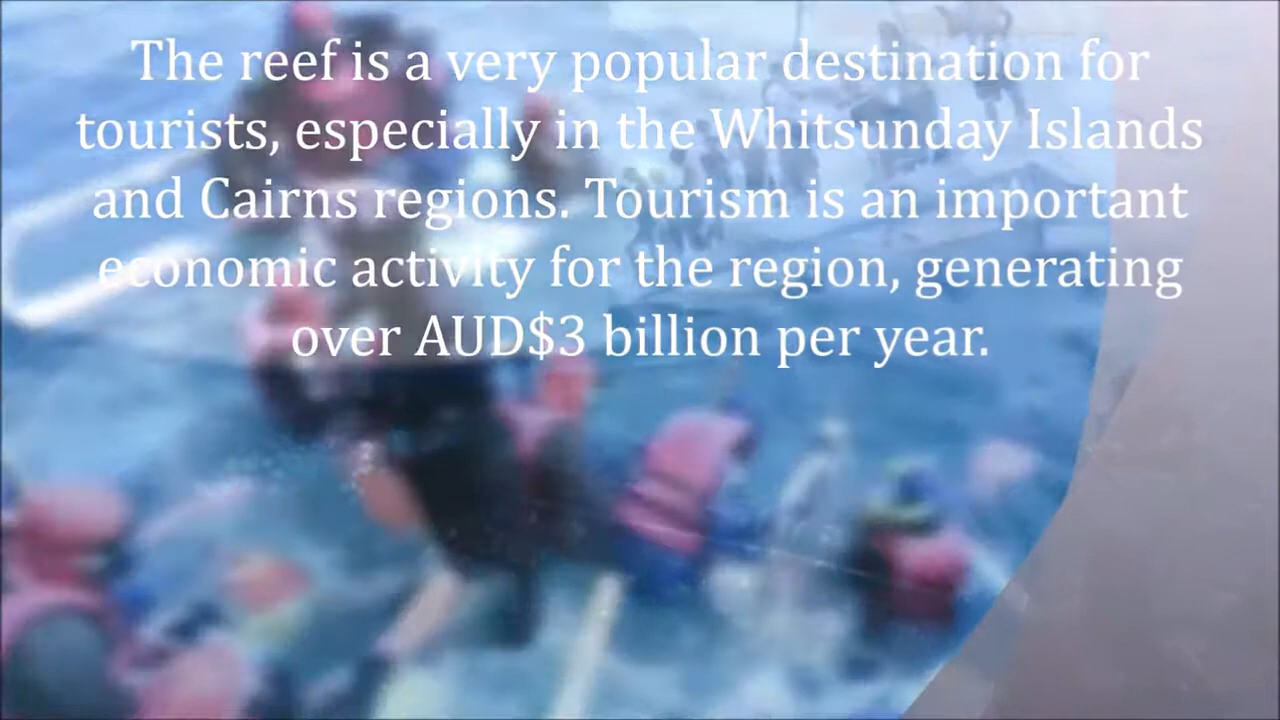 The reef is a very popular destination for
tourists, especially in the Whitsunday Islands
and Cairns regions. Tourism is an important
economic activity for the region, generating
over AUD$3 billion per year.